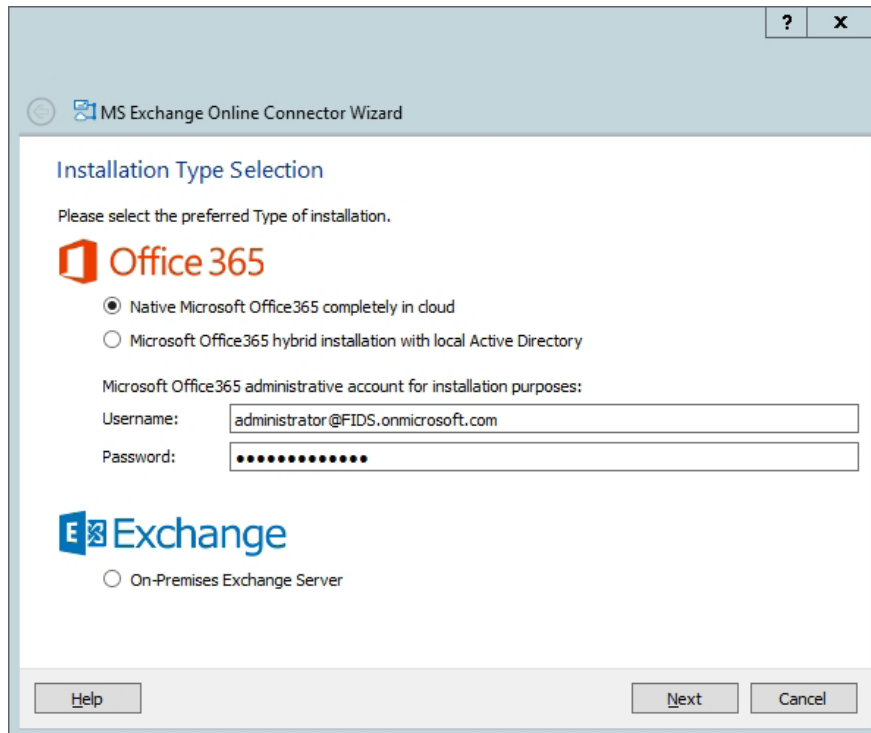 ? x
MS Exchange Online Connector Wizard
Installation Type Selection
Please select the preferred Type of installation.
Office 365
Native Microsoft Office365 completely in cloud
Microsoft Office365 hybrid installation with local Active Directory
Microsoft Office365 administrative account for installation purposes:
Username: administrator@FIDS.onmicrosoft.com
Password: •••••••••••••
E Exchange
On-Premises Exchange Server
Help Next Cancel